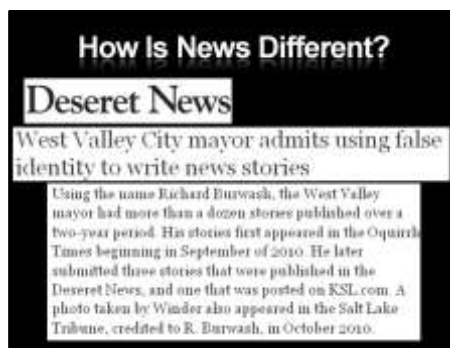 How Is News Different?
Deseret News
West Valley City mayor admits using false
identity to write news stories
Using the name Richard Burwash, the West Valley
mayor had more than a dozen stories published over a
two-year period. His stories first appeared in the Oquirrh
Times beginning in September of 2010. He later
submitted three stories that were published in the
Deseret News, and one that was posted on KSL.com. A
photo taken by Winder also appeared in the Salt Lake
Tribune, credited to R. Burwash, in October 2010.